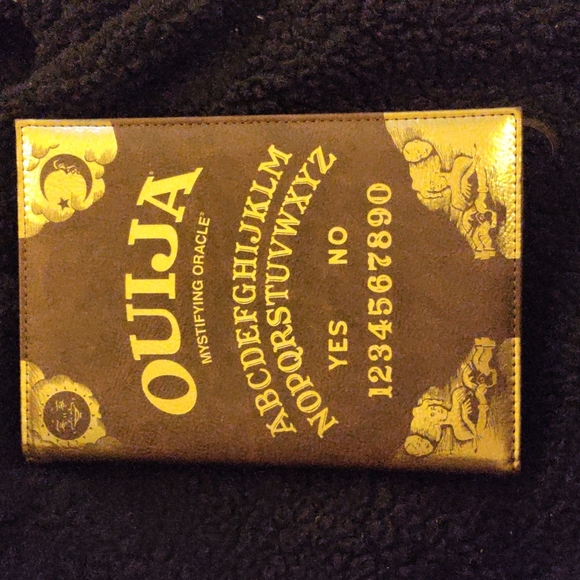 OUIJA
MYSTIFYING ORACLE®
ABCDEFGHIJKLM
NOPQRSTUVWXYZ
YES NO
1234567890